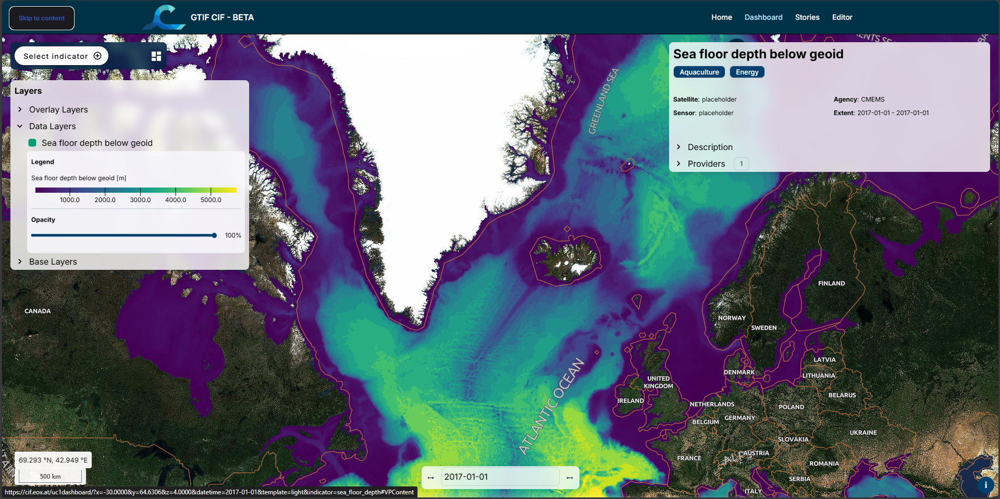 Skip to content
GTIF CIF - BETA
Home
Dashboard
Stories
Editor
Select indicator
Layers
Overlay Layers
Data Layers
Sea floor depth below geoid
Legend
Sea floor depth below geoid [m]
1000.0 2000.0 3000.0 4000.0 5000.0
Opacity
100%
Base Layers
Sea floor depth below geoid
Aquaculture
Energy
Satellite: placeholder
Agency: CMEMS
Sensor: placeholder
Extent: 2017-01-01 - 2017-01-01
Description
Providers 1
GREENLAND SEA
ATLANTIC OCEAN
CANADA
FINLAND
NORWAY
SWEDEN
LATVIA
DENMARK
LITHUANIA
UNITED
KINGDOM
BELARUS
IRELAND
NETHERLANDS
POLAND
BELGIUM
GERMANY
UKRAINE
SLOVAKIA
AUSTRIA
FRANCE
ROMANIA
SERBIA
ITALY
69.293 °N, 42.949 °E
500 km
2017-01-01
i
https://cif.eox.at/uc1dashboard/?x=-30.0000&y=64.6306&z=4.0000&datetime=2017-01-01&template=light&indicator=sea_floor_depth#VPContent